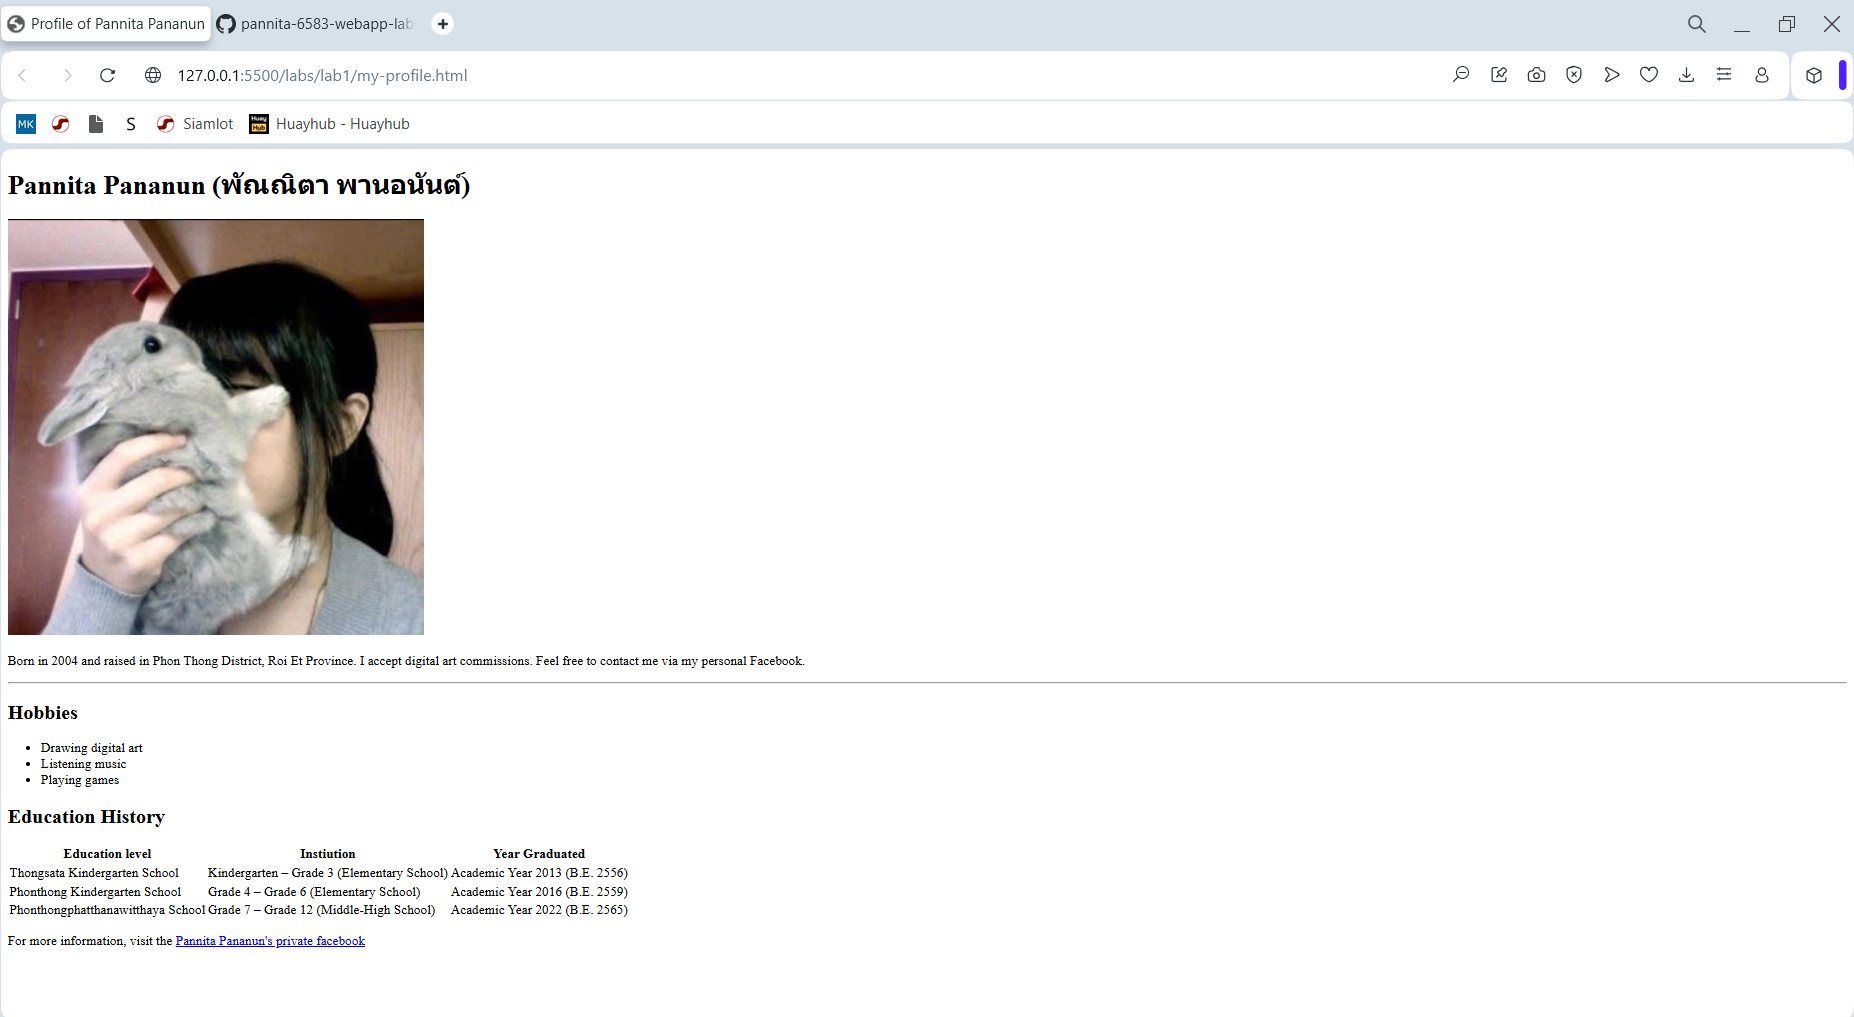 Profile of Pannita Pananun
pannita-6583-webapp-lab
127.0.0.1:5500/labs/lab1/my-profile.html
MK
S
Siamlot
Huay
Hub
Huayhub - Huayhub
Pannita Pananun (พัณณิตา พานอนันต์)
Born in 2004 and raised in Phon Thong District, Roi Et Province. I accept digital art commissions. Feel free to contact me via my personal Facebook.
Hobbies
Drawing digital art
Listening music
Playing games
Education History
Education level Instiution Year Graduated
Thongsata Kindergarten School Kindergarten – Grade 3 (Elementary School) Academic Year 2013 (B.E. 2556)
Phonthong Kindergarten School Grade 4 – Grade 6 (Elementary School) Academic Year 2016 (B.E. 2559)
Phonthongphatthanawitthaya School Grade 7 – Grade 12 (Middle-High School) Academic Year 2022 (B.E. 2565)
For more information, visit the Pannita Pananun's private facebook